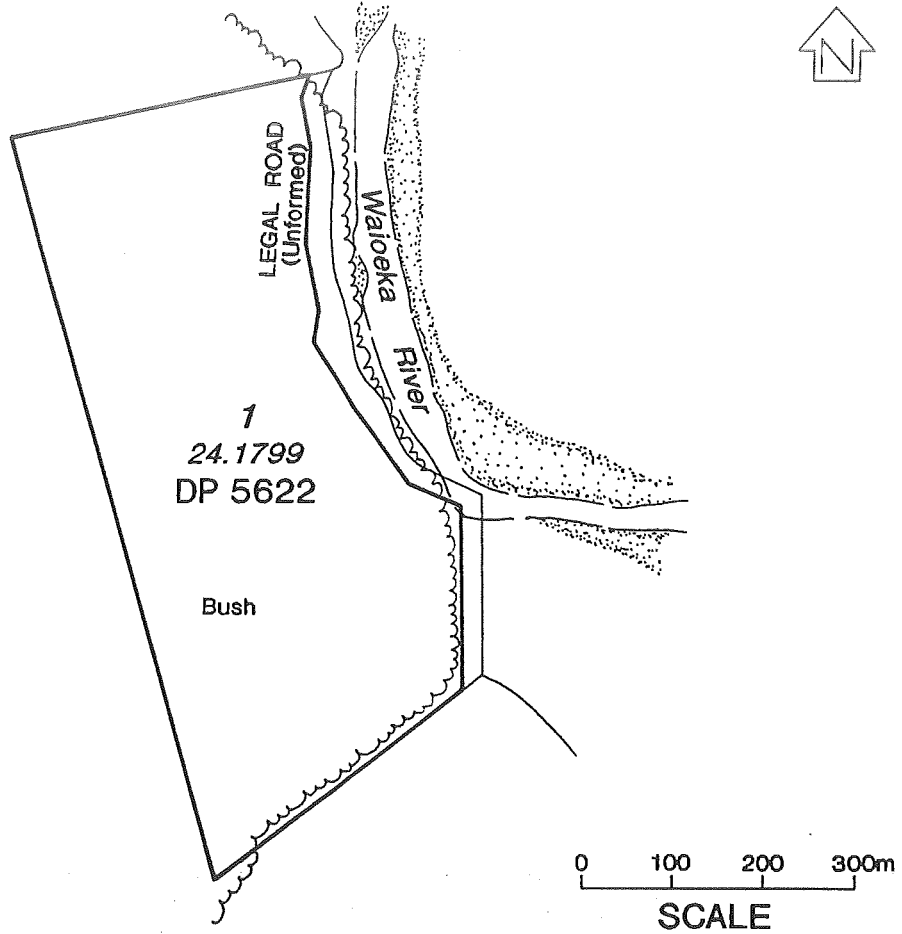 N
LEGAL ROAD
(Unformed)
Waioeka
River
1
24.1799
DP 5622
Bush
0 100 200 300m
SCALE